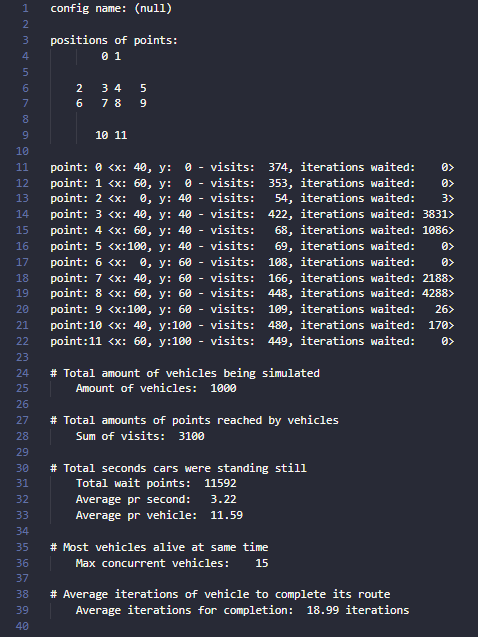 1 config name: (null)
2
3 positions of points:
4 0 1
5
6 2 3 4 5
7 6 7 8 9
8
9 10 11
10
11 point: 0 <x: 40, y: 0 - visits: 374, iterations waited: 0>
12 point: 1 <x: 60, y: 0 - visits: 353, iterations waited: 0>
13 point: 2 <x: 0, y: 40 - visits: 54, iterations waited: 3>
14 point: 3 <x: 40, y: 40 - visits: 422, iterations waited: 3831>
15 point: 4 <x: 60, y: 40 - visits: 68, iterations waited: 1086>
16 point: 5 <x:100, y: 40 - visits: 69, iterations waited: 0>
17 point: 6 <x: 0, y: 60 - visits: 108, iterations waited: 0>
18 point: 7 <x: 40, y: 60 - visits: 166, iterations waited: 2188>
19 point: 8 <x: 60, y: 60 - visits: 448, iterations waited: 4288>
20 point: 9 <x:100, y: 60 - visits: 109, iterations waited: 26>
21 point:10 <x: 40, y:100 - visits: 480, iterations waited: 170>
22 point:11 <x: 60, y:100 - visits: 449, iterations waited: 0>
23
24 # Total amount of vehicles being simulated
25 Amount of vehicles: 1000
26
27 # Total amounts of points reached by vehicles
28 Sum of visits: 3100
29
30 # Total seconds cars were standing still
31 Total wait points: 11592
32 Average pr second: 3.22
33 Average pr vehicle: 11.59
34
35 # Most vehicles alive at same time
36 Max concurrent vehicles: 15
37
38 # Average iterations of vehicle to complete its route
39 Average iterations for completion: 18.99 iterations
40